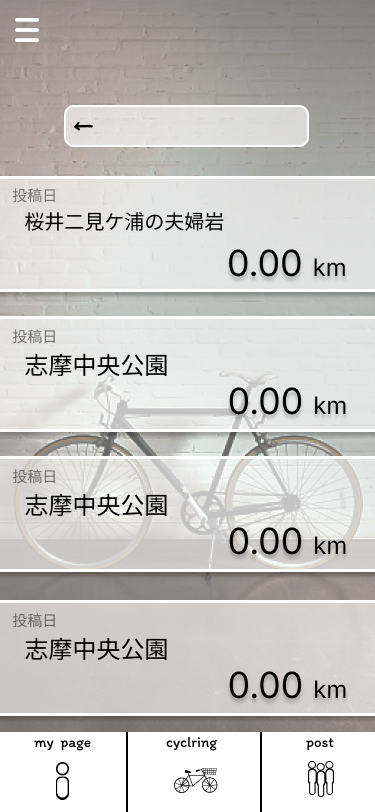 ←
投稿日
桜井二見ケ浦の夫婦岩
0.00 km
投稿日
志摩中央公園
0.00 km
投稿日
志摩中央公園
0.00 km
投稿日
志摩中央公園
0.00 km
my page cyclring post